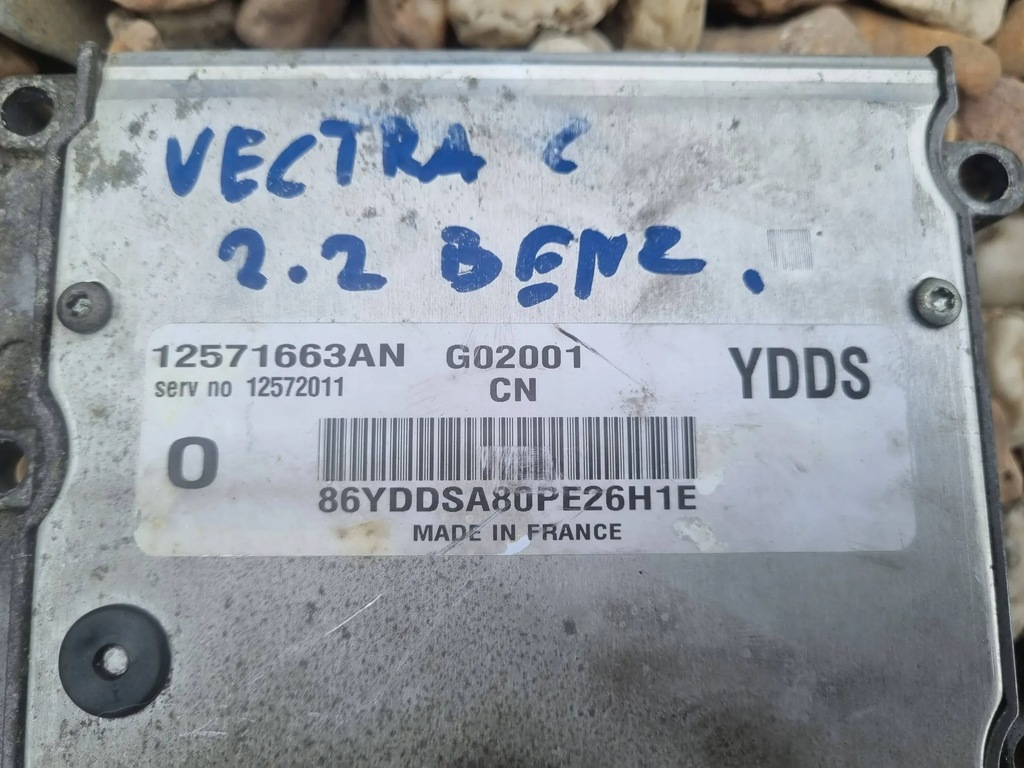 VECTRA C
2.2 BENZ.
12571663AN G02001 YDDS
serv no 12572011 CN
O
86YDDSA80PE26H1E
MADE IN FRANCE